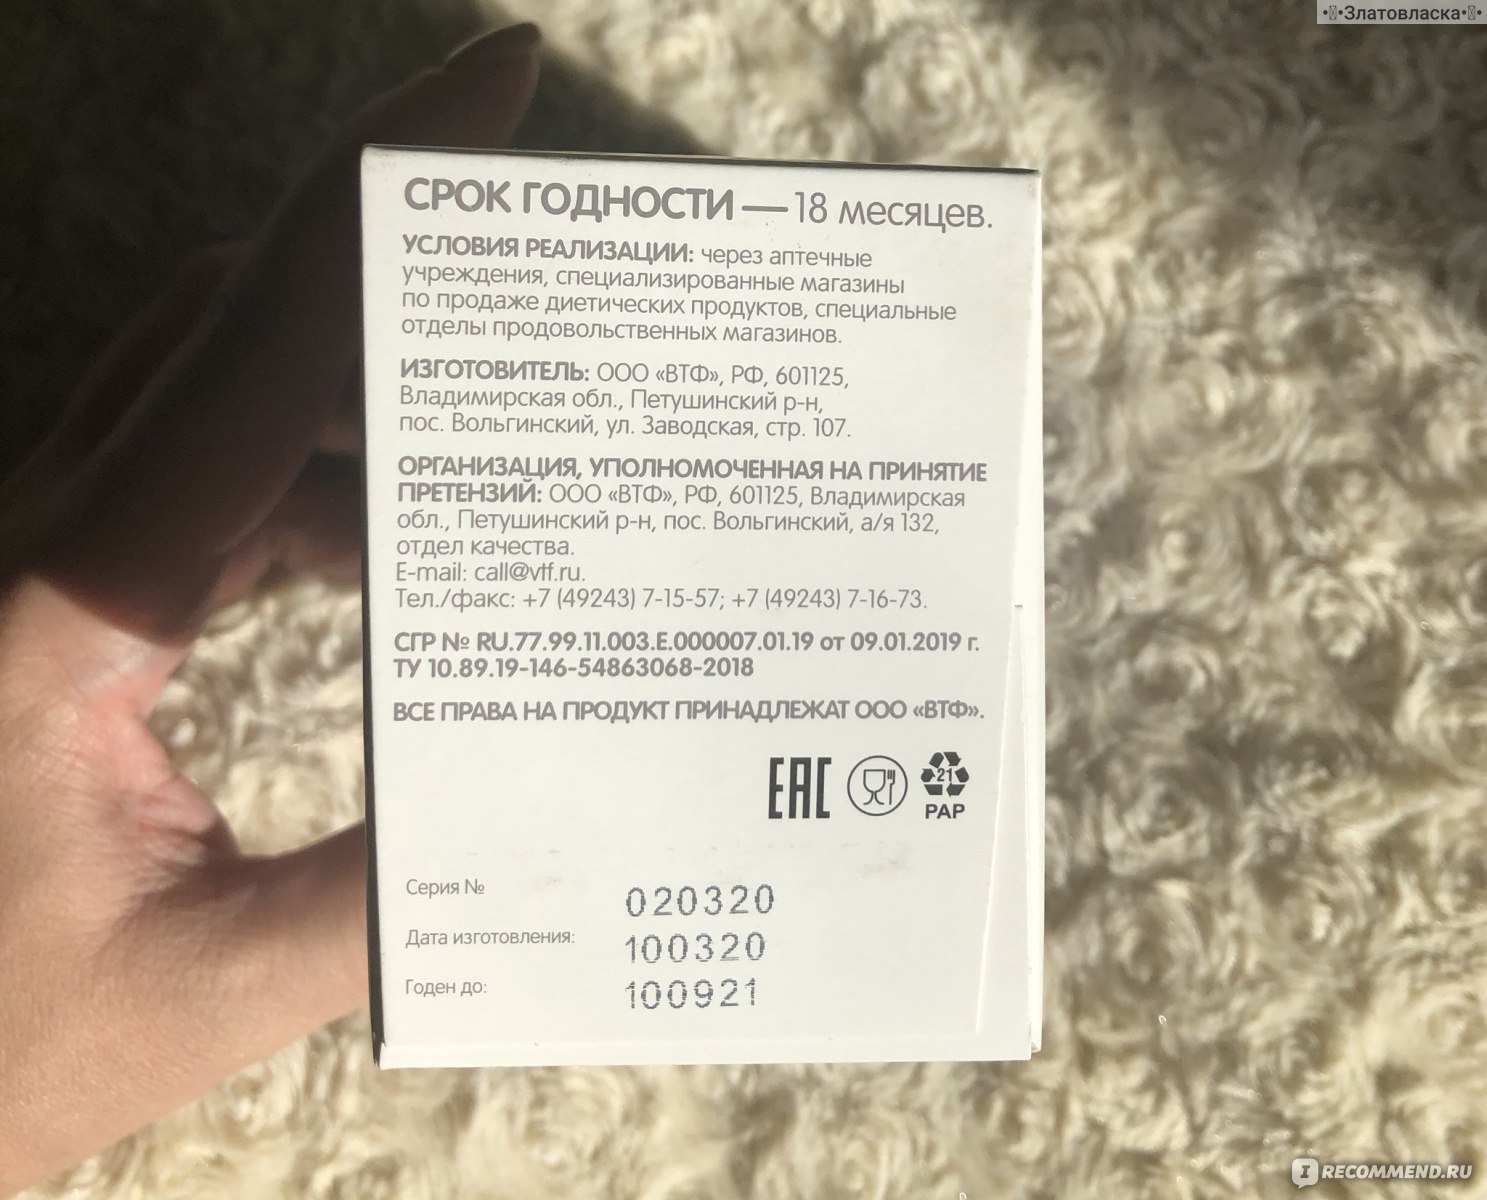 •Златовласка•
СРОК ГОДНОСТИ — 18 месяцев.
УСЛОВИЯ РЕАЛИЗАЦИИ: через аптечные
учреждения, специализированные магазины
по продаже диетических продуктов, специальные
отделы продовольственных магазинов.
ИЗГОТОВИТЕЛЬ: ООО «ВТФ», РФ, 601125,
Владимирская обл., Петушинский р-н,
пос. Вольгинский, ул. Заводская, стр. 107.
ОРГАНИЗАЦИЯ, УПОЛНОМОЧЕННАЯ НА ПРИНЯТИЕ
ПРЕТЕНЗИЙ: ООО «ВТФ», РФ, 601125, Владимирская
обл., Петушинский р-н, пос. Вольгинский, а/я 132,
отдел качества.
E-mail: call@vtf.ru.
Тел./факс: +7 (49243) 7-15-57; +7 (49243) 7-16-73.
СГР № RU.77.99.11.003.E.000007.01.19 от 09.01.2019 г.
ТУ 10.89.19-146-54863068-2018
ВСЕ ПРАВА НА ПРОДУКТ ПРИНАДЛЕЖАТ ООО «ВТФ».
EAC
21
PAP
Серия № 020320
Дата изготовления: 100320
Годен до: 100921
IRECOMMEND.RU